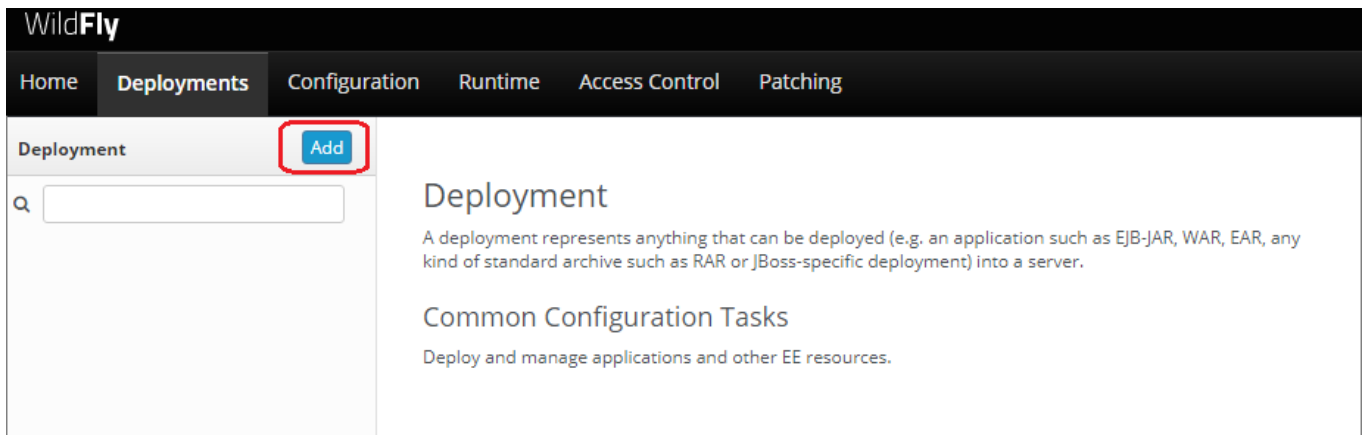 WildFly
Home Deployments Configuration Runtime Access Control Patching
Deployment Add
Deployment
A deployment represents anything that can be deployed (e.g. an application such as EJB-JAR, WAR, EAR, any
kind of standard archive such as RAR or JBoss-specific deployment) into a server.
Common Configuration Tasks
Deploy and manage applications and other EE resources.